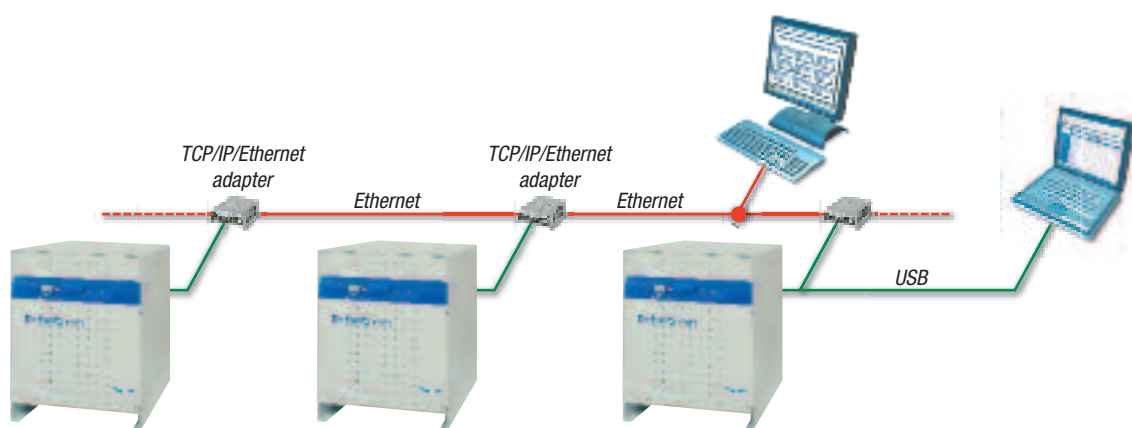 TCP/IP/Ethernet
adapter
TCP/IP/Ethernet
adapter
Ethernet
Ethernet
USB